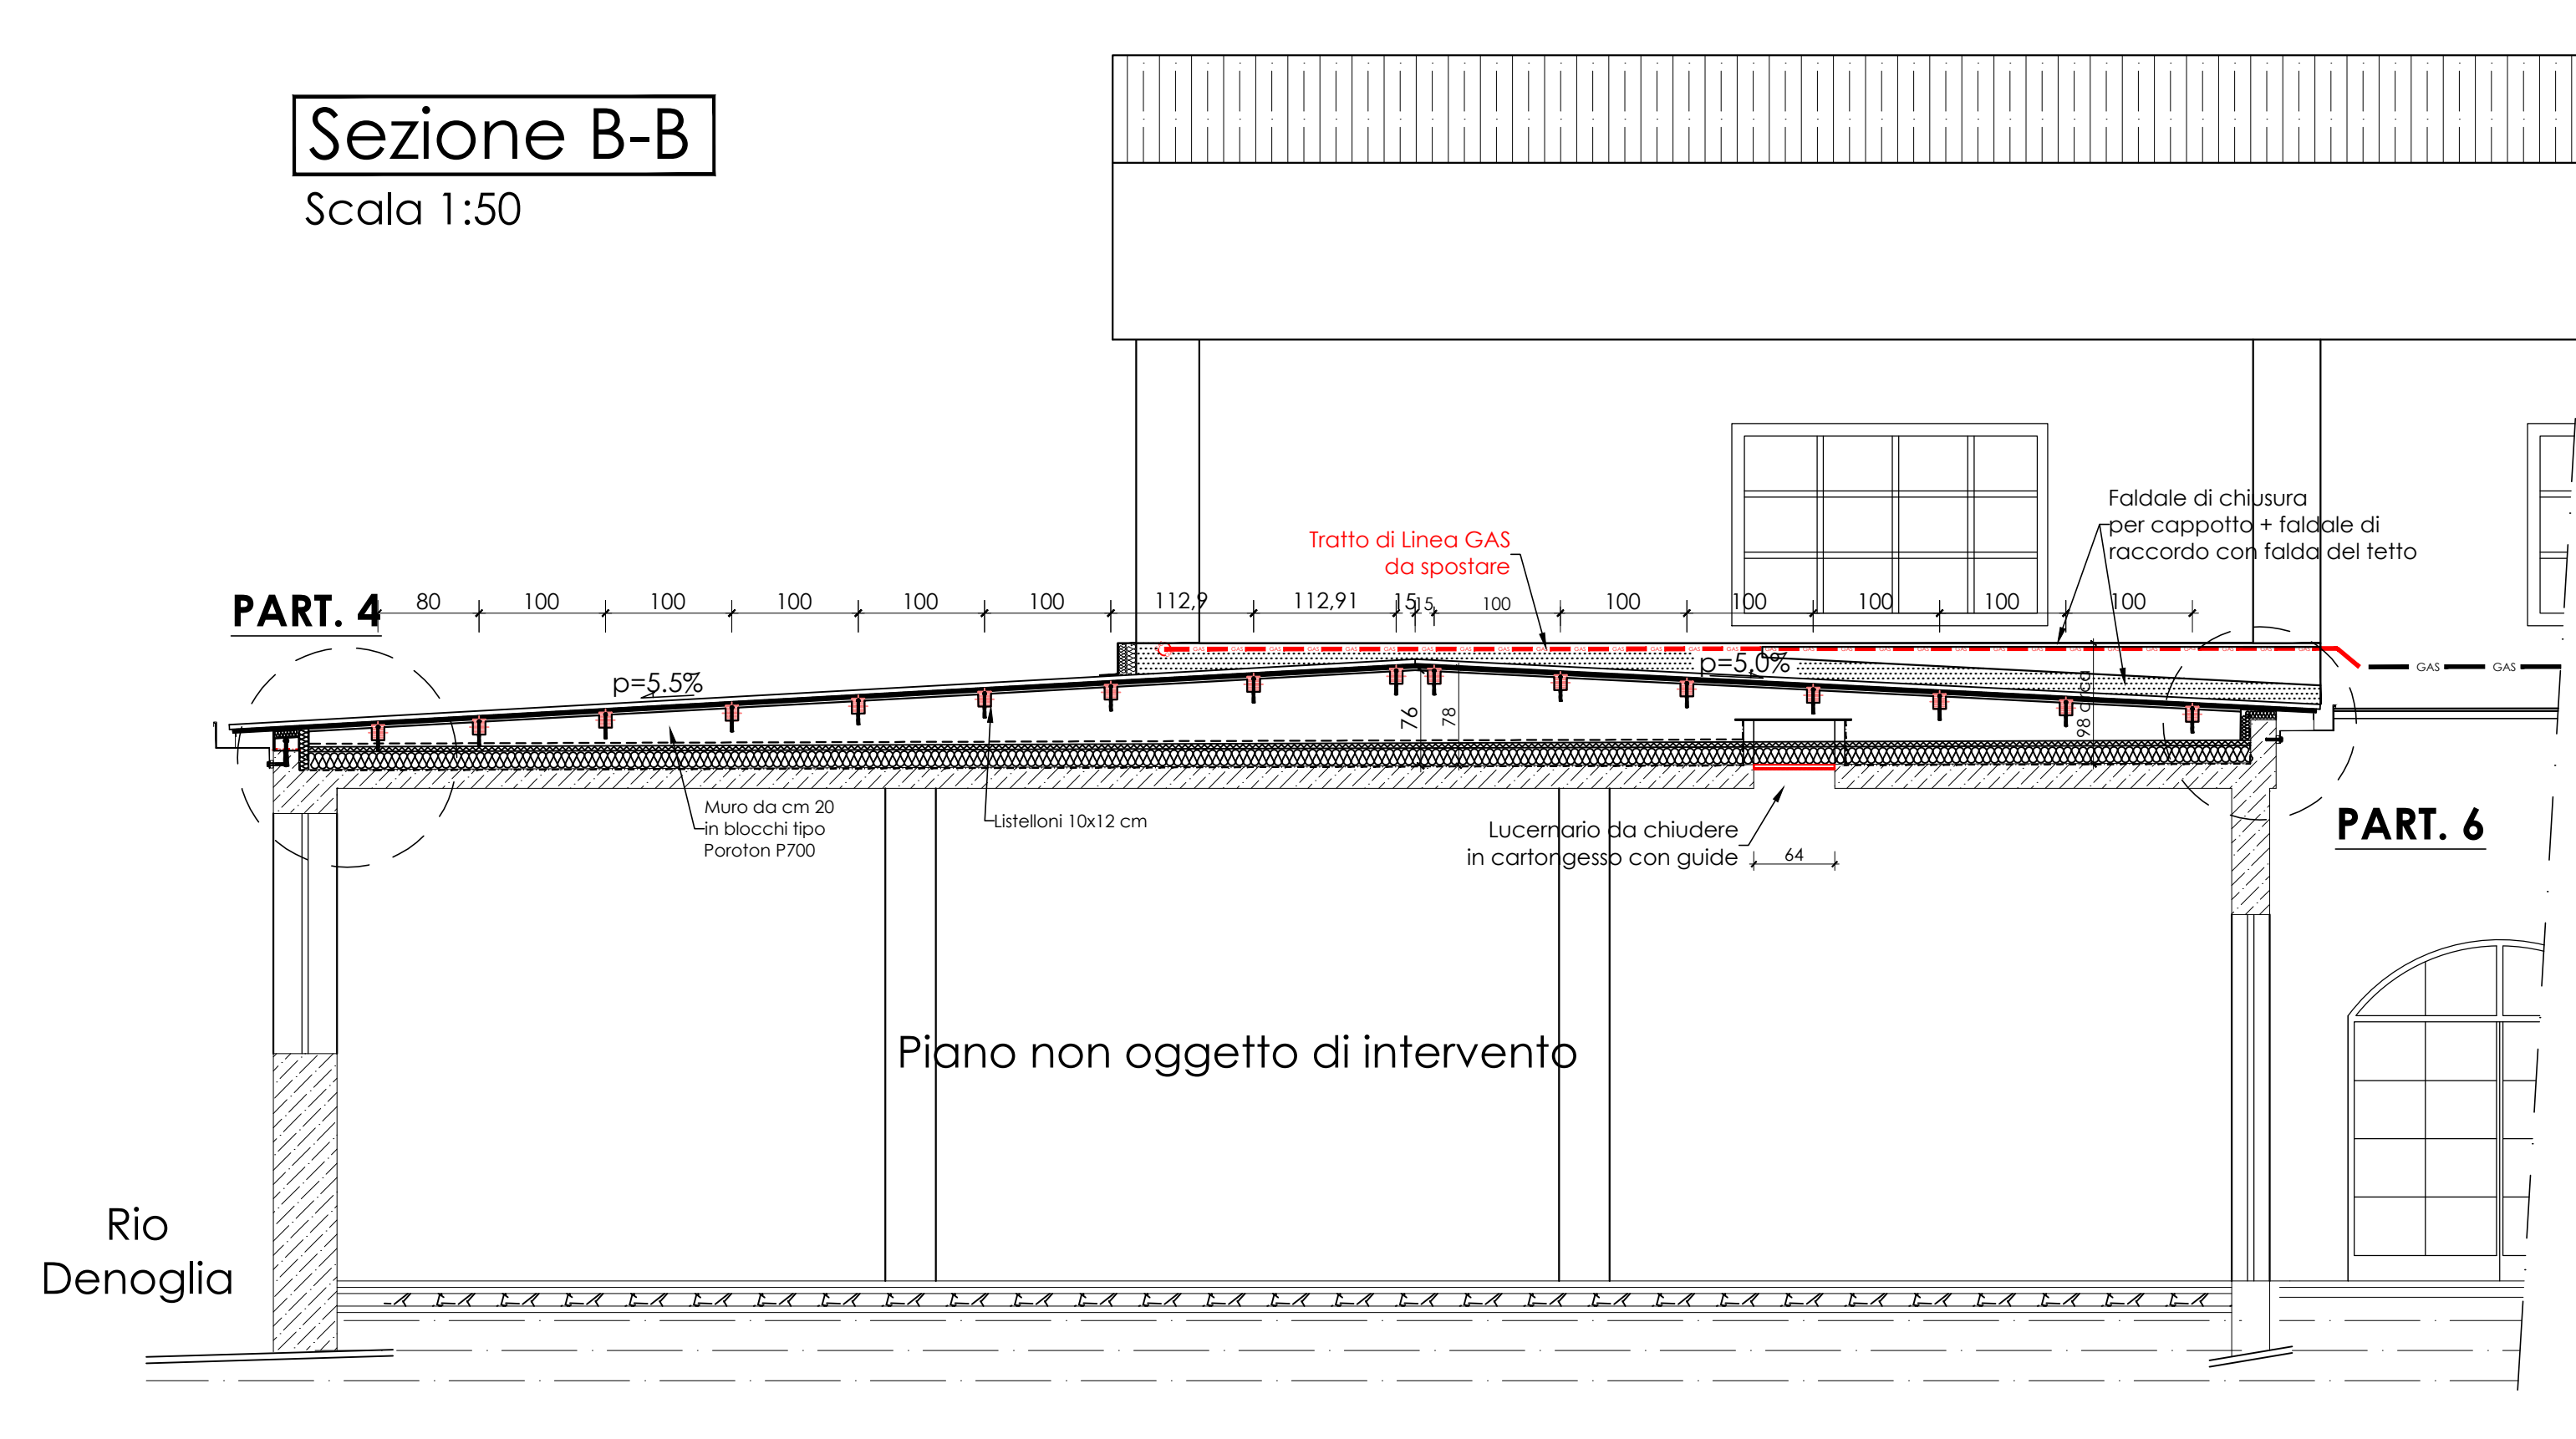 Sezione B-B
Scala 1:50
Faldale di chiusura
per cappotto + faldale di
raccordo con falda del tetto
Tratto di Linea GAS
da spostare
PART. 4
80 100 100 100 100 100 112,9 112,91 15 15 100 100 100 100 100 100
GAS GAS
p=5.5%
p=5,0%
76 78 98 circa
Muro da cm 20
in blocchi tipo
Poroton P700
Listelloni 10x12 cm
Lucernario da chiudere
in cartongesso con guide
64
PART. 6
Piano non oggetto di intervento
Rio
Denoglia